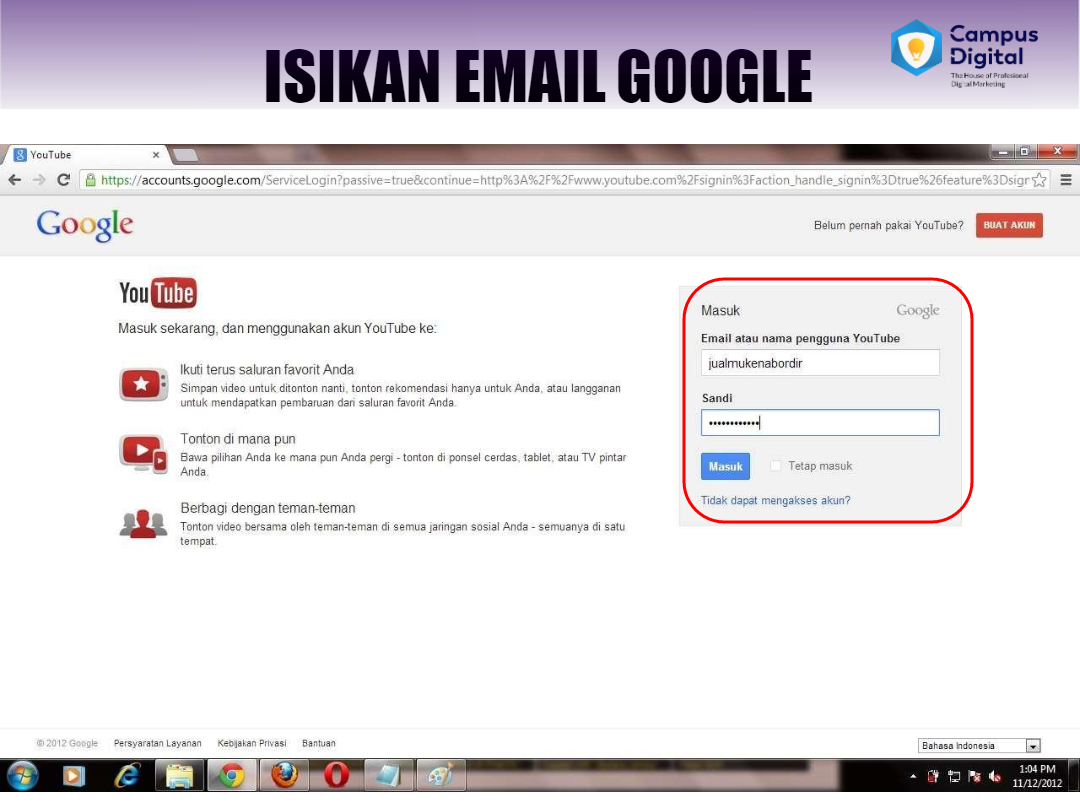 ISIKAN EMAIL GOOGLE
Campus
Digital
The House of Profesional
Digital Marketing
YouTube
https://accounts.google.com/ServiceLogin?passive=true&continue=http%3A%2F%2Fwww.youtube.com%2Fsignin%3Faction_handle_signin%3Dtrue%26feature%3Dsign
Google
Belum pernah pakai YouTube?
BUAT AKUN
YouTube
Masuk sekarang, dan menggunakan akun YouTube ke:
Ikuti terus saluran favorit Anda
Simpan video untuk ditonton nanti, tonton rekomendasi hanya untuk Anda, atau langganan
untuk mendapatkan pembaruan dari saluran favorit Anda.
Tonton di mana pun
Bawa pilihan Anda ke mana pun Anda pergi - tonton di ponsel cerdas, tablet, atau TV pintar
Anda.
Berbagi dengan teman-teman
Tonton video bersama oleh teman-teman di semua jaringan sosial Anda - semuanya di satu
tempat.
Masuk
Google
Email atau nama pengguna YouTube
jualmukenabordir
Sandi
••••••••••••
Masuk
Tetap masuk
Tidak dapat mengakses akun?
© 2012 Google
Persyaratan Layanan
Kebijakan Privasi
Bantuan
Bahasa Indonesia
1:04 PM
11/12/2012